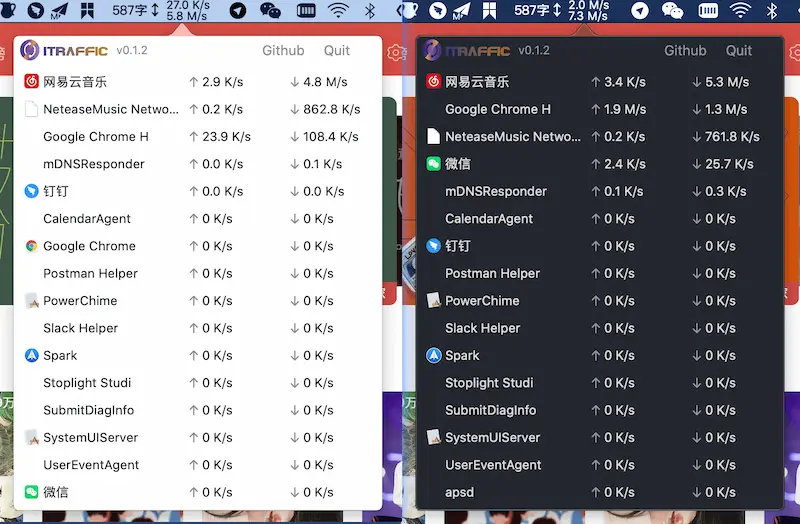 587字 27.0 K/s
5.8 M/s
ITRAFFIC v0.1.2 Github Quit
网易云音乐 ↑ 2.9 K/s ↓ 4.8 M/s
NeteaseMusic Netwo... ↑ 0.2 K/s ↓ 862.8 K/s
Google Chrome H ↑ 23.9 K/s ↓ 108.4 K/s
mDNSResponder ↑ 0.0 K/s ↓ 0.1 K/s
钉钉 ↑ 0.0 K/s ↓ 0.0 K/s
CalendarAgent ↑ 0 K/s ↓ 0 K/s
Google Chrome ↑ 0 K/s ↓ 0 K/s
Postman Helper ↑ 0 K/s ↓ 0 K/s
PowerChime ↑ 0 K/s ↓ 0 K/s
Slack Helper ↑ 0 K/s ↓ 0 K/s
Spark ↑ 0 K/s ↓ 0 K/s
Stoplight Studi ↑ 0 K/s ↓ 0 K/s
SubmitDiagInfo ↑ 0 K/s ↓ 0 K/s
SystemUIServer ↑ 0 K/s ↓ 0 K/s
UserEventAgent ↑ 0 K/s ↓ 0 K/s
微信 ↑ 0 K/s ↓ 0 K/s
587字 2.0 M/s
7.3 M/s
ITRAFFIC v0.1.2 Github Quit
网易云音乐 ↑ 3.4 K/s ↓ 5.3 M/s
Google Chrome H ↑ 1.9 M/s ↓ 1.3 M/s
NeteaseMusic Netwo... ↑ 0.2 K/s ↓ 761.8 K/s
微信 ↑ 2.4 K/s ↓ 25.7 K/s
mDNSResponder ↑ 0.1 K/s ↓ 0.3 K/s
CalendarAgent ↑ 0 K/s ↓ 0 K/s
钉钉 ↑ 0 K/s ↓ 0 K/s
Postman Helper ↑ 0 K/s ↓ 0 K/s
PowerChime ↑ 0 K/s ↓ 0 K/s
Slack Helper ↑ 0 K/s ↓ 0 K/s
Spark ↑ 0 K/s ↓ 0 K/s
Stoplight Studi ↑ 0 K/s ↓ 0 K/s
SubmitDiagInfo ↑ 0 K/s ↓ 0 K/s
SystemUIServer ↑ 0 K/s ↓ 0 K/s
UserEventAgent ↑ 0 K/s ↓ 0 K/s
apsd ↑ 0 K/s ↓ 0 K/s